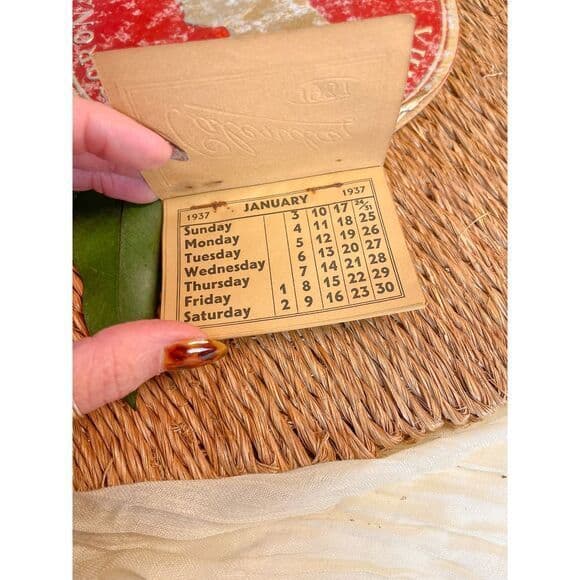 1937 JANUARY 1937
Sunday 3 10 17 24/31
Monday 4 11 18 25
Tuesday 5 12 19 26
Wednesday 6 13 20 27
Thursday 7 14 21 28
Friday 1 8 15 22 29
Saturday 2 9 16 23 30
Calendar